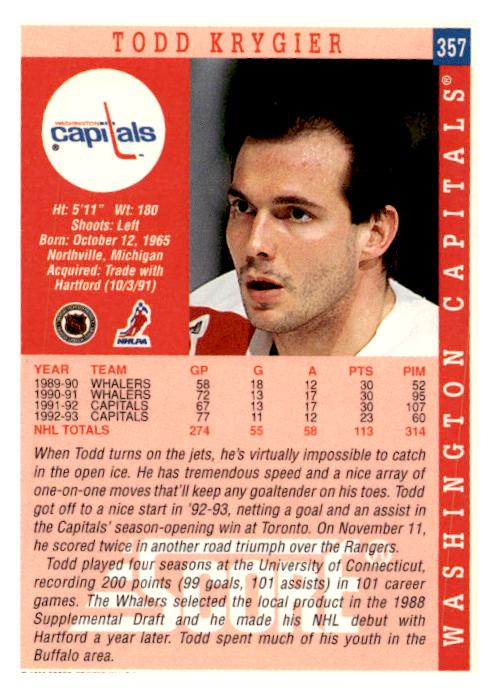 TODD KRYGIER
357
WASHINGTON
capitals
®
Ht: 5'11" Wt: 180
Shoots: Left
Born: October 12, 1965
Northville, Michigan
Acquired: Trade with
Hartford (10/3/91)
NHLPA
WASHINGTON CAPITALS®
YEAR TEAM GP G A PTS PIM
1989-90 WHALERS 58 18 12 30 52
1990-91 WHALERS 72 13 17 30 95
1991-92 CAPITALS 67 13 17 30 107
1992-93 CAPITALS 77 11 12 23 60
NHL TOTALS 274 55 58 113 314
When Todd turns on the jets, he's virtually impossible to catch
in the open ice. He has tremendous speed and a nice array of
one-on-one moves that'll keep any goaltender on his toes. Todd
got off to a nice start in '92-93, netting a goal and an assist in
the Capitals' season-opening win at Toronto. On November 11,
he scored twice in another road triumph over the Rangers.
Todd played four seasons at the University of Connecticut,
recording 200 points (99 goals, 101 assists) in 101 career
games. The Whalers selected the local product in the 1988
Supplemental Draft and he made his NHL debut with
Hartford a year later. Todd spent much of his youth in the
Buffalo area.
SCORE®